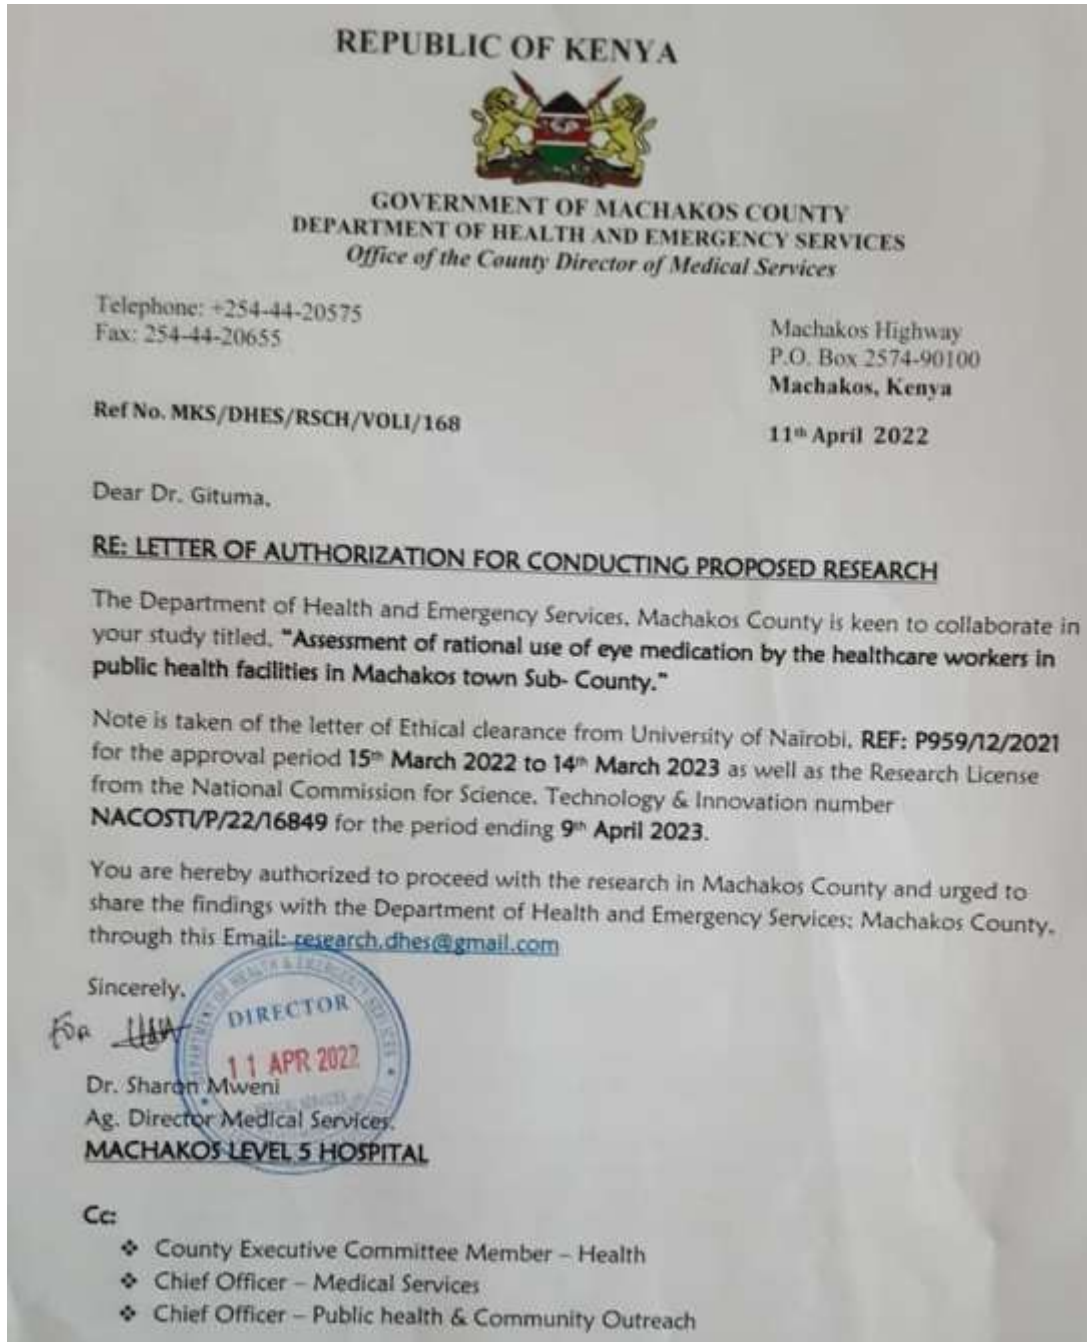 REPUBLIC OF KENYA
GOVERNMENT OF MACHAKOS COUNTY
DEPARTMENT OF HEALTH AND EMERGENCY SERVICES
Office of the County Director of Medical Services
Telephone: +254-44-20575
Fax: 254-44-20655
Machakos Highway
P.O. Box 2574-90100
Machakos, Kenya
Ref No. MKS/DHES/RSCH/VOLI/168
11th April 2022
Dear Dr. Gituma,
RE: LETTER OF AUTHORIZATION FOR CONDUCTING PROPOSED RESEARCH
The Department of Health and Emergency Services, Machakos County is keen to collaborate in
your study titled, "Assessment of rational use of eye medication by the healthcare workers in
public health facilities in Machakos town Sub- County."
Note is taken of the letter of Ethical clearance from University of Nairobi, REF: P959/12/2021
for the approval period 15th March 2022 to 14th March 2023 as well as the Research License
from the National Commission for Science, Technology & Innovation number
NACOSTI/P/22/16849 for the period ending 9th April 2023.
You are hereby authorized to proceed with the research in Machakos County and urged to
share the findings with the Department of Health and Emergency Services; Machakos County,
through this Email: research.dhes@gmail.com
Sincerely,
For
DEPARTMENT OF HEALTH & EMERGENCY SERVICES
DIRECTOR
11 APR 2022
Dr. Sharon Mweni
Ag. Director Medical Services,
MACHAKOS LEVEL 5 HOSPITAL
Cc:
❖ County Executive Committee Member – Health
❖ Chief Officer – Medical Services
❖ Chief Officer – Public health & Community Outreach